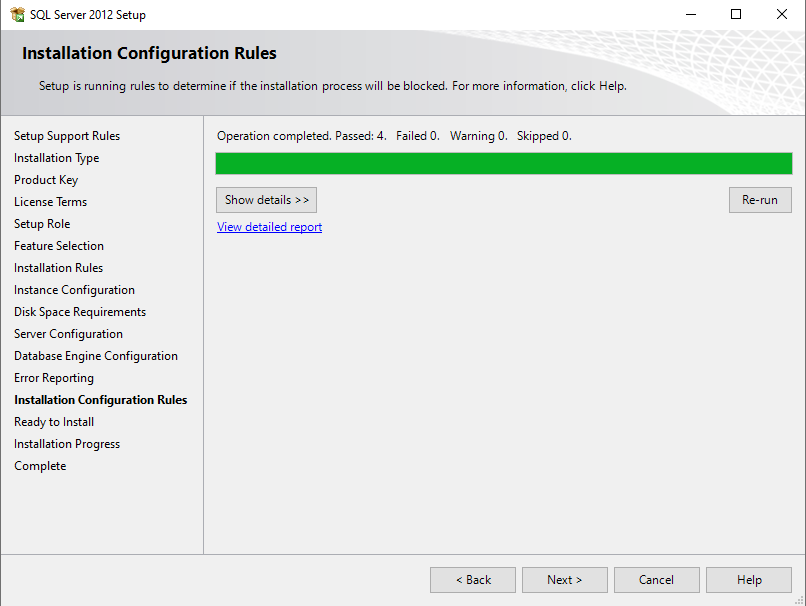 SQL Server 2012 Setup
Installation Configuration Rules
Setup is running rules to determine if the installation process will be blocked. For more information, click Help.
Setup Support Rules
Installation Type
Product Key
License Terms
Setup Role
Feature Selection
Installation Rules
Instance Configuration
Disk Space Requirements
Server Configuration
Database Engine Configuration
Error Reporting
Installation Configuration Rules
Ready to Install
Installation Progress
Complete
Operation completed. Passed: 4.   Failed 0.   Warning 0.   Skipped 0.
Show details >>
Re-run
View detailed report
< Back
Next >
Cancel
Help